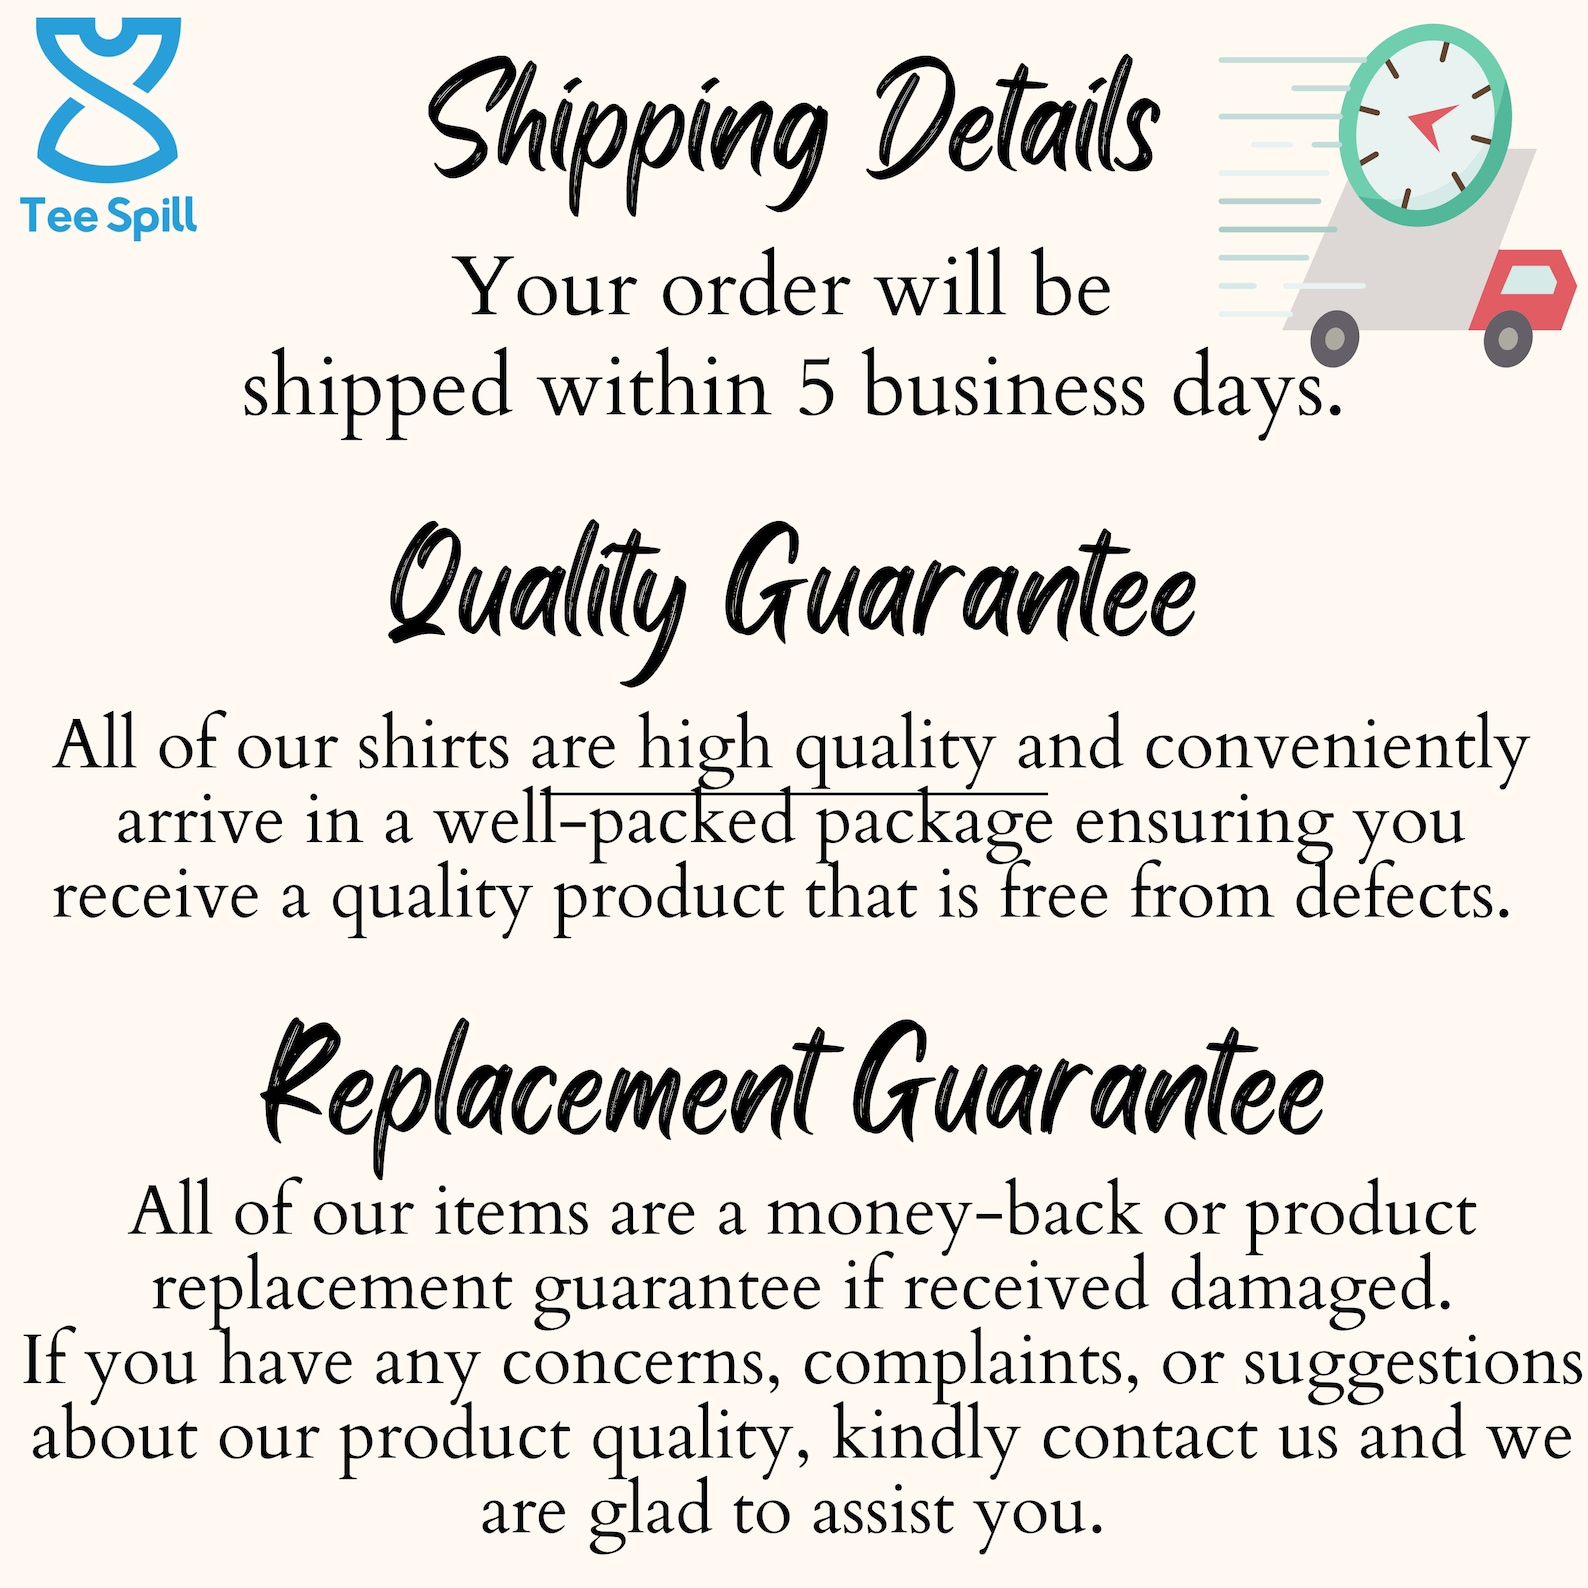 Tee Spill
Shipping Details
Your order will be
shipped within 5 business days.
Quality Guarantee
All of our shirts are high quality and conveniently
arrive in a well-packed package ensuring you
receive a quality product that is free from defects.
Replacement Guarantee
All of our items are a money-back or product
replacement guarantee if received damaged.
If you have any concerns, complaints, or suggestions
about our product quality, kindly contact us and we
are glad to assist you.